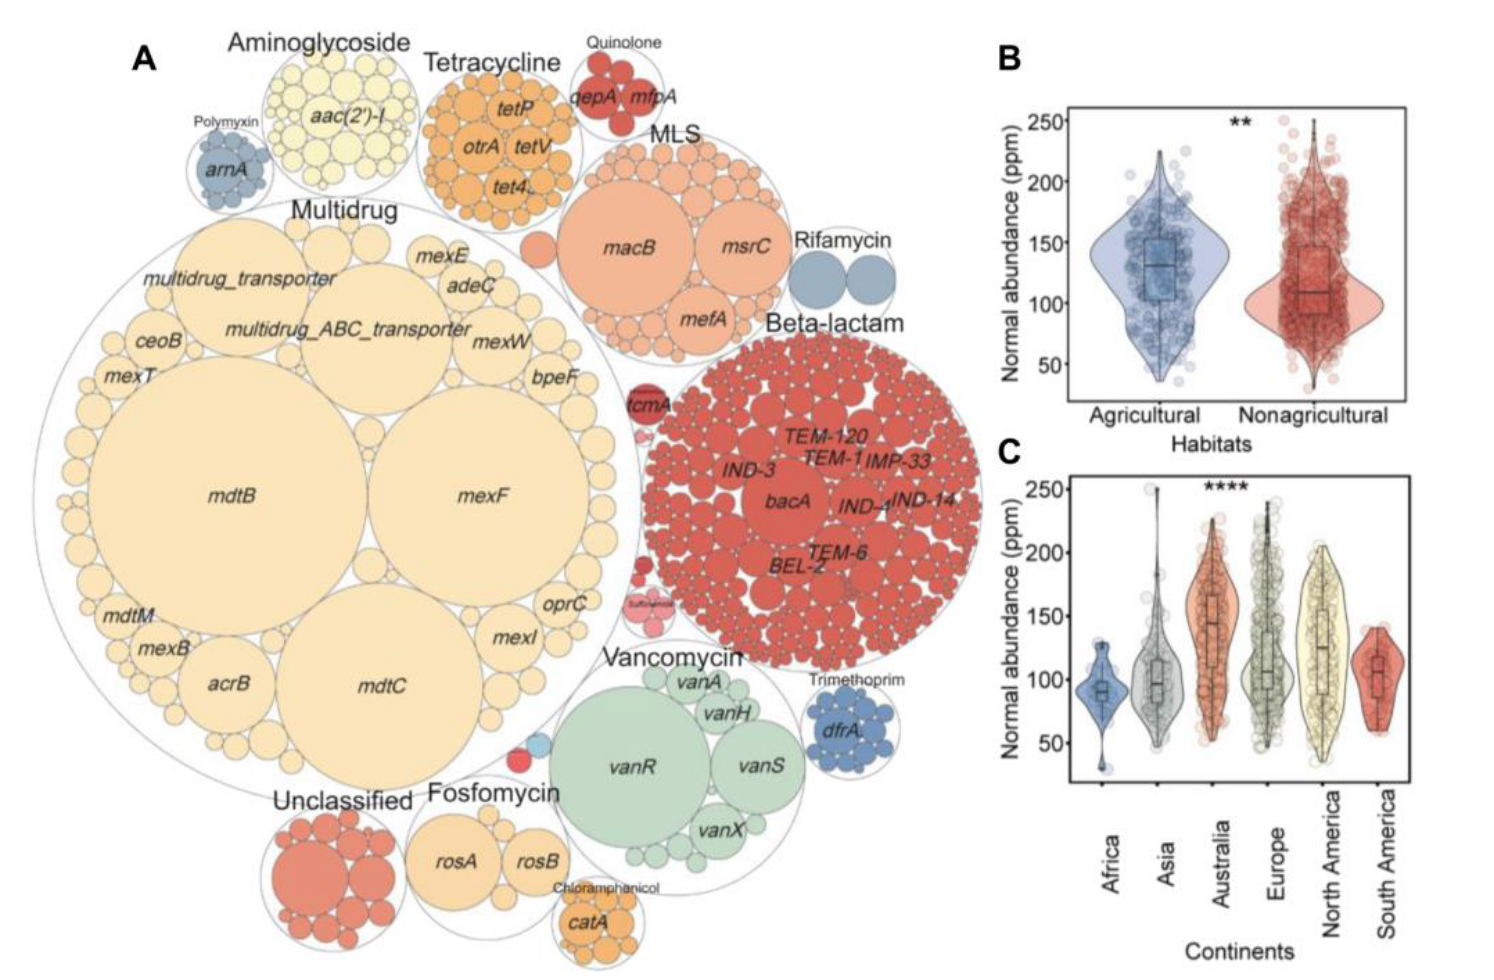 A
Aminoglycoside
aac(2')-I
Tetracycline
tetP
otrA
tetV
Quinolone
qepA
mfpA
Polymyxin
arnA
MLS
macB
msrC
mefA
Rifamycin
Multidrug
multidrug_transporter
mexE
adeC
multidrug_ABC_transporter
ceoB
mexW
mexT
bpeF
mdtB
mexF
mdtM
oprC
mexB
mexI
acrB
mdtC
Beta-lactam
tcmA
TEM-120
TEM-1
IMP-33
IND-3
bacA
IND-4
IND-14
TEM-6
BEL-2
Vancomycin
vanA
vanH
vanR
vanS
vanX
Trimethoprim
dfrA
Unclassified
Fosfomycin
rosA
rosB
Chloramphenicol
catA
B
Normal abundance (ppm)
250
200
150
100
50
**
Agricultural
Nonagricultural
Habitats
C
Normal abundance (ppm)
250
200
150
100
50
****
Africa
Asia
Australia
Europe
North America
South America
Continents